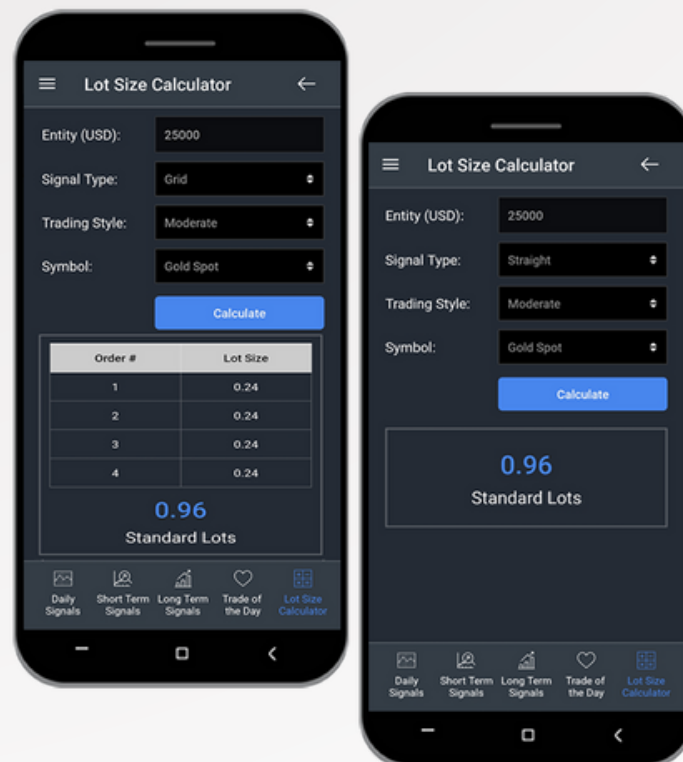 Lot Size Calculator
Entity (USD): 25000
Signal Type: Grid
Trading Style: Moderate
Symbol: Gold Spot
Calculate
Order # Lot Size
1 0.24
2 0.24
3 0.24
4 0.24
0.96
Standard Lots
Daily Signals
Short Term Signals
Long Term Signals
Trade of the Day
Lot Size Calculator
Lot Size Calculator
Entity (USD): 25000
Signal Type: Straight
Trading Style: Moderate
Symbol: Gold Spot
Calculate
0.96
Standard Lots
Daily Signals
Short Term Signals
Long Term Signals
Trade of the Day
Lot Size Calculator